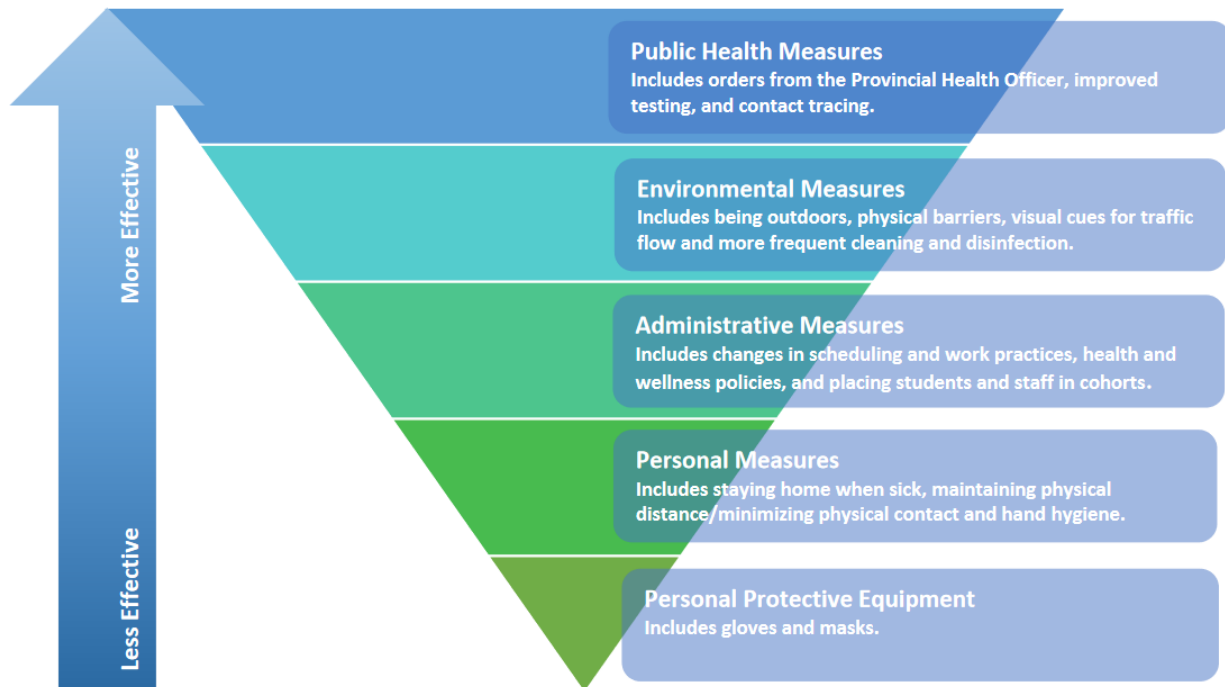 Public Health Measures
Includes orders from the Provincial Health Officer, improved
testing, and contact tracing.
More Effective
Environmental Measures
Includes being outdoors, physical barriers, visual cues for traffic
flow and more frequent cleaning and disinfection.
Administrative Measures
Includes changes in scheduling and work practices, health and
wellness policies, and placing students and staff in cohorts.
Personal Measures
Includes staying home when sick, maintaining physical
distance/minimizing physical contact and hand hygiene.
Less Effective
Personal Protective Equipment
Includes gloves and masks.